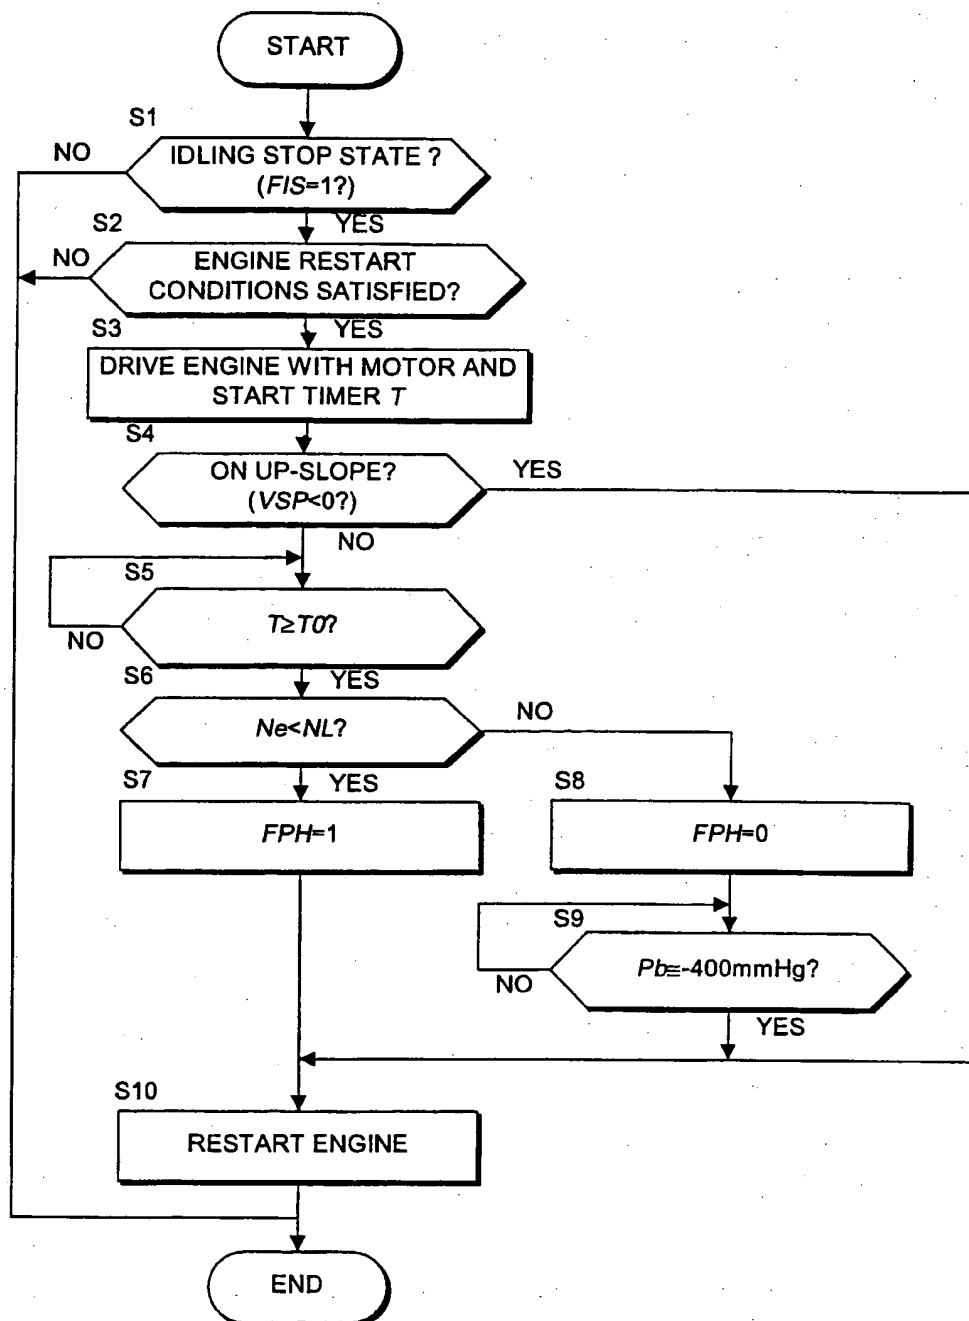 START
S1
NO
IDLING STOP STATE ?
(FIS=1?)
YES
S2
NO
ENGINE RESTART
CONDITIONS SATISFIED?
YES
S3
DRIVE ENGINE WITH MOTOR AND
START TIMER T
S4
ON UP-SLOPE?
(VSP<0?)
YES
NO
S5
T≥T0?
NO
YES
S6
Ne<NL?
NO
YES
S7
FPH=1
S8
FPH=0
S9
Pb≡-400mmHg?
NO
YES
S10
RESTART ENGINE
END